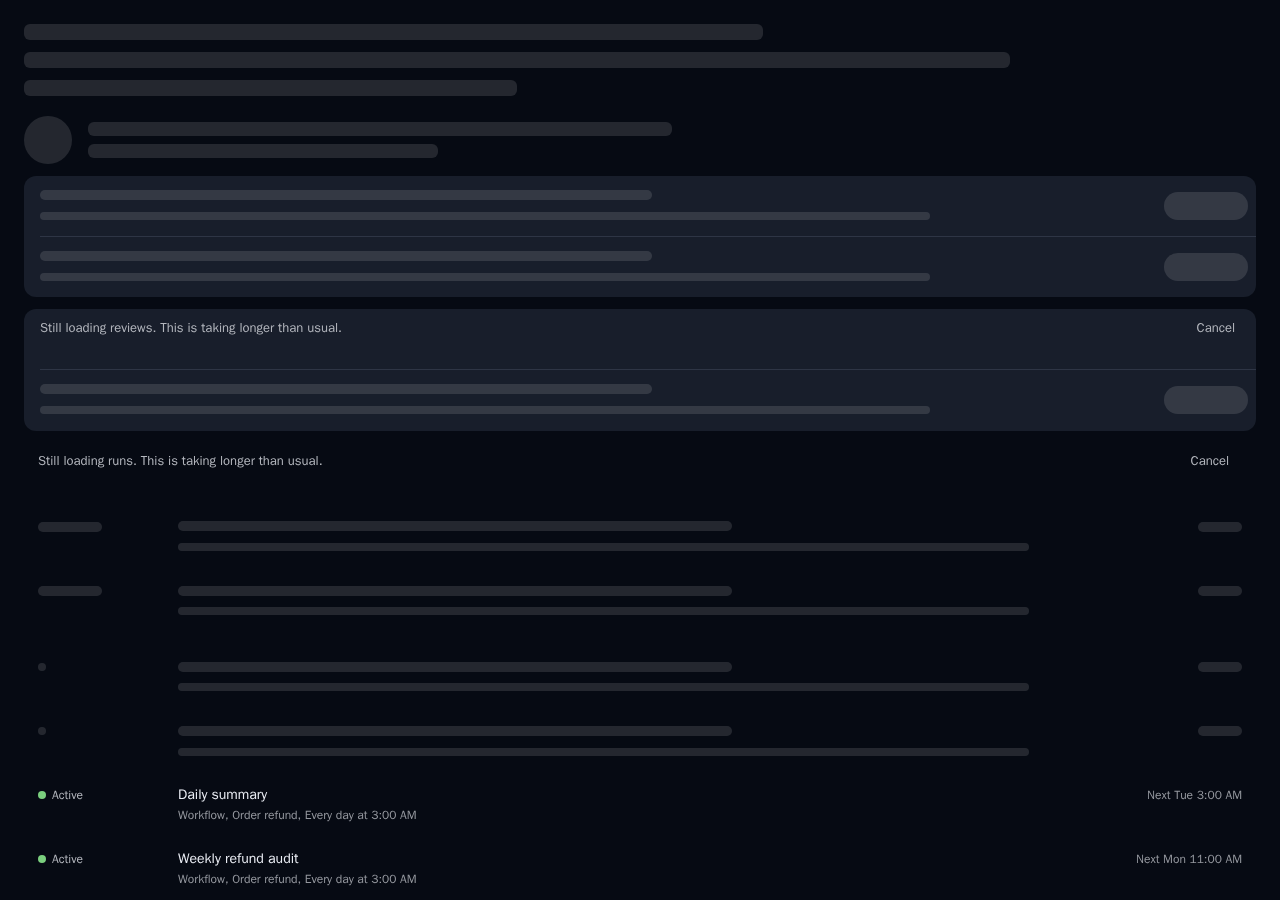 Still loading reviews. This is taking longer than usual. Cancel
Still loading runs. This is taking longer than usual. Cancel
Active Daily summary Next Tue 3:00 AM
Workflow, Order refund, Every day at 3:00 AM
Active Weekly refund audit Next Mon 11:00 AM
Workflow, Order refund, Every day at 3:00 AM